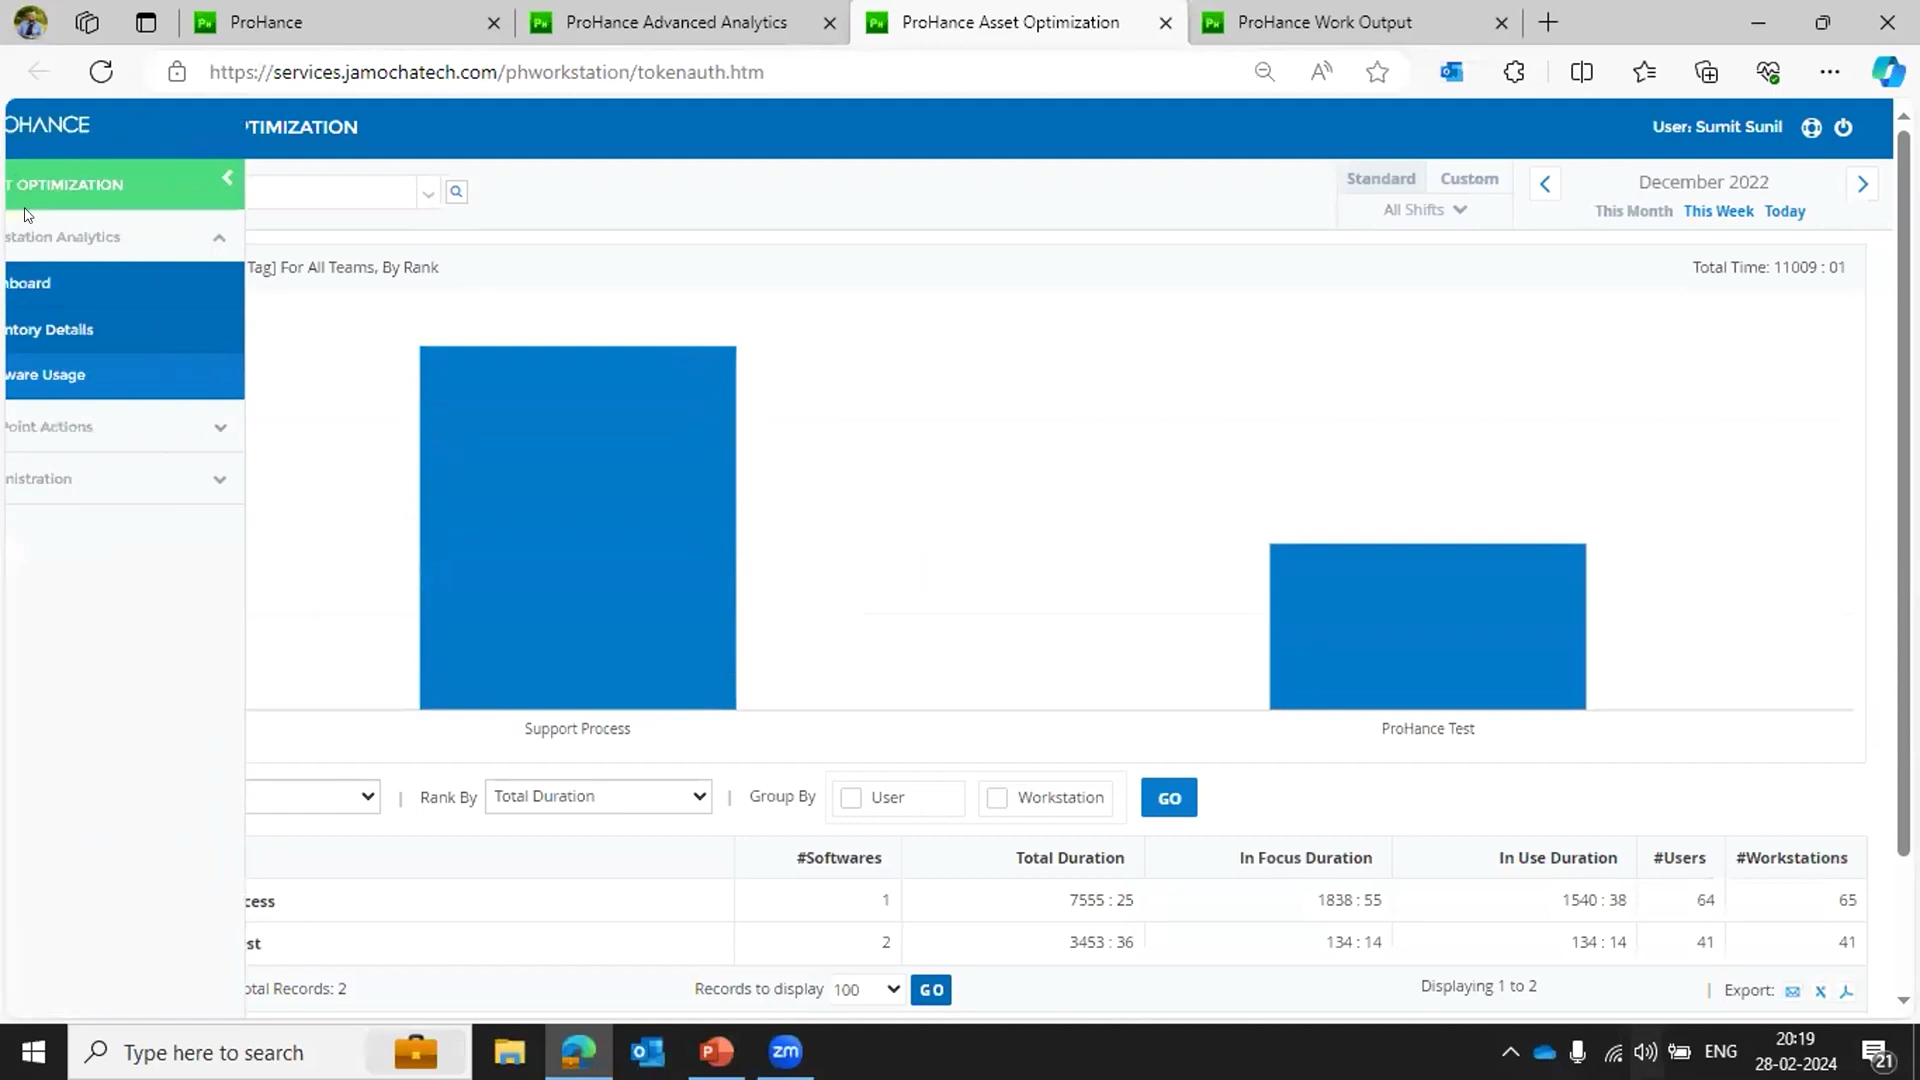 ProHance
ProHance Advanced Analytics
ProHance Asset Optimization
ProHance Work Output
https://services.jamochatech.com/phworkstation/tokenauth.htm
OHANCE
TIMIZATION
User: Sumit Sunil
T OPTIMIZATION
Standard Custom
All Shifts
December 2022
This Month This Week Today
station Analytics
Tag] For All Teams, By Rank
Total Time: 11009 : 01
nboard
ntory Details
ware Usage
Point Actions
nistration
Support Process
ProHance Test
| Rank By Total Duration | Group By User Workstation GO
#Softwares Total Duration In Focus Duration In Use Duration #Users #Workstations
cess 1 7555 : 25 1838 : 55 1540 : 38 64 65
st 2 3453 : 36 134 : 14 134 : 14 41 41
otal Records: 2 Records to display 100 GO Displaying 1 to 2 | Export:
Type here to search
zm
ENG
20:19
28-02-2024
21